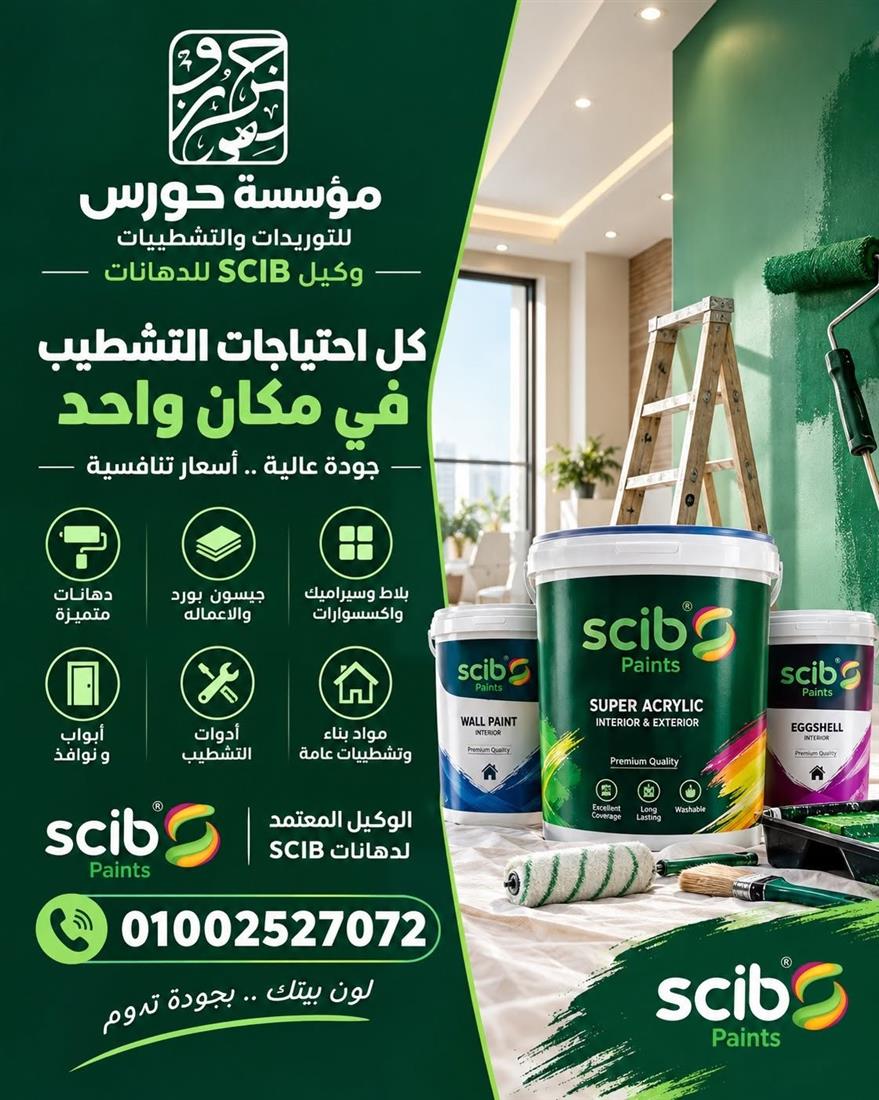 مؤسسة حورس
للتوريدات والتشطيبات
وكيل SCIB للدهانات
كل احتياجات التشطيب
في مكان واحد
جودة عالية .. أسعار تنافسية
بلاط وسيراميك
واكسسوارات
جيسون بورد
والاعماله
دهانات
متميزة
مواد بناء
وتشطيبات عامة
أدوات
التشطيب
أبواب
ونوافذ
الوكيل المعتمد
لدهانات SCIB
scib®
Paints
01002527072
لون بيتك .. بجودة تدوم
scib®
Paints
WALL PAINT
INTERIOR
Premium Quality
scib®
Paints
SUPER ACRYLIC
INTERIOR & EXTERIOR
Premium Quality
Excellent
Coverage
Long
Lasting
Washable
scib®
Paints
EGGSHELL
INTERIOR
Premium Quality
scib®
Paints